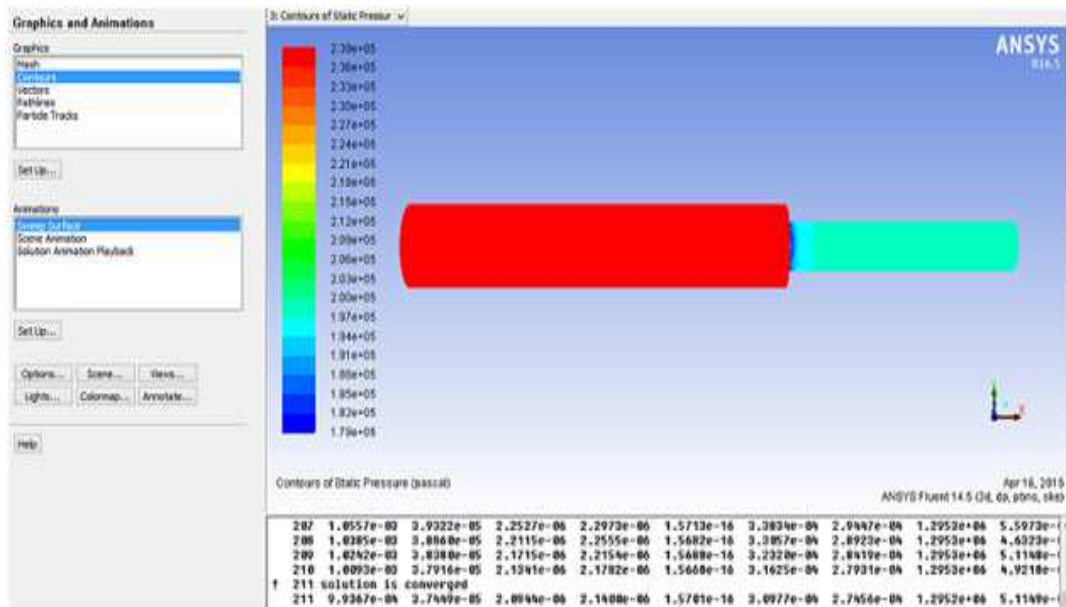 Graphics and Animations
Graphics
Mesh
Contours
Vectors
Pathlines
Particle Tracks
Set Up...
Animations
Sweep Surface
Scene Animation
Solution Animation Playback
Set Up...
Options... Scene... Views...
Lights... Colormap... Annotate...
Help
3: Contours of Static Pressur
ANSYS
2.36e+05
2.33e+05
2.30e+05
2.27e+05
2.24e+05
2.21e+05
2.18e+05
2.15e+05
2.12e+05
2.09e+05
2.06e+05
2.03e+05
2.00e+05
1.97e+05
1.94e+05
1.91e+05
1.88e+05
1.85e+05
1.82e+05
1.79e+05
Contours of Static Pressure (pascal)
Apr 16, 2015
ANSYS Fluent 14.5 (3d, dp, pbns, ske)
207 1.0557e-03 3.9322e-05 2.2527e-06 2.2973e-06 1.5713e-16 3.3834e-04 2.9447e-04 1.2953e+06
208 1.0385e-03 2.2115e-06 2.2555e-06 1.5682e-16 3.3057e-04 2.8923e-04 1.2953e+06
209 1.0242e-03 3.8380e-05 2.1715e-06 2.2154e-06 3.2320e-04 2.8419e-04 1.2953e+06
210 1.0093e-03 3.7916e-05 2.1341e-06 2.1782e-06 1.5660e-16 3.1625e-04 2.7931e-04 1.2953e+06
! 211 solution is converged
211 9.9367e-04 3.7449e-05 2.0944e-06 2.1400e-06 1.5701e-16 3.0977e-04 2.7456e-04 1.2952e+06